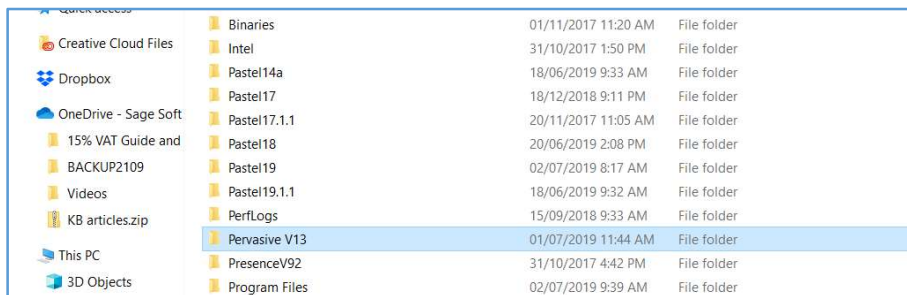 Quick access
Creative Cloud Files
Dropbox
OneDrive - Sage Soft
15% VAT Guide and
BACKUP2109
Videos
KB articles.zip
This PC
3D Objects
Binaries 01/11/2017 11:20 AM File folder
Intel 31/10/2017 1:50 PM File folder
Pastel14a 18/06/2019 9:33 AM File folder
Pastel17 18/12/2018 9:11 PM File folder
Pastel17.1.1 20/11/2017 11:05 AM File folder
Pastel18 20/06/2019 2:08 PM File folder
Pastel19 02/07/2019 8:17 AM File folder
Pastel19.1.1 18/06/2019 9:32 AM File folder
PerfLogs 15/09/2018 9:33 AM File folder
Pervasive V13 01/07/2019 11:44 AM File folder
PresenceV92 31/10/2017 4:42 PM File folder
Program Files 02/07/2019 9:39 AM File folder